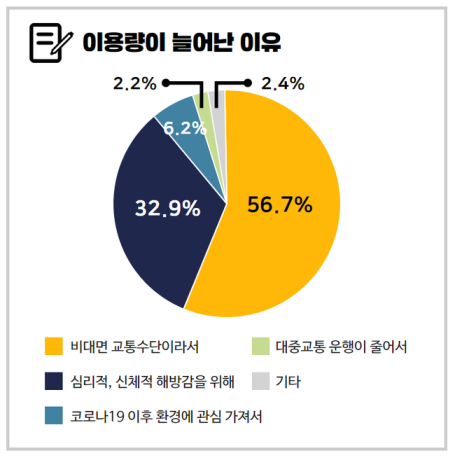 이용량이 늘어난 이유
2.2%
2.4%
6.2%
32.9%
56.7%
비대면 교통수단이라서
대중교통 운행이 줄어서
심리적, 신체적 해방감을 위해
기타
코로나19 이후 환경에 관심 가져서